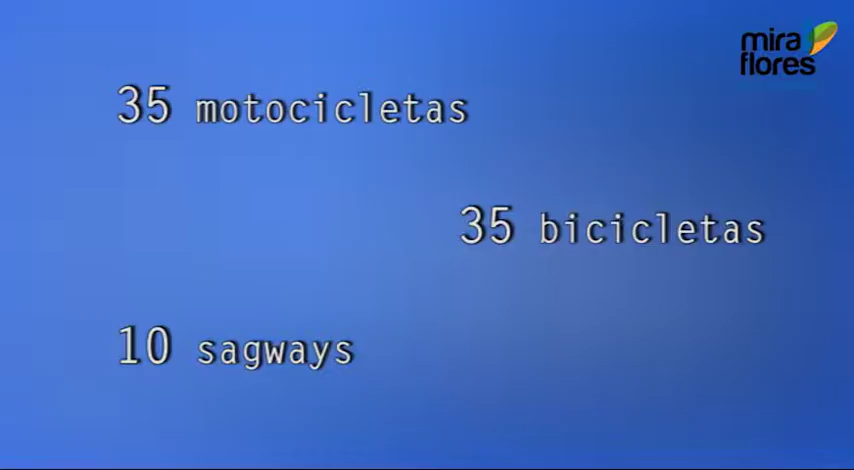 mira
flores
35 motocicletas
35 bicicletas
10 sagways